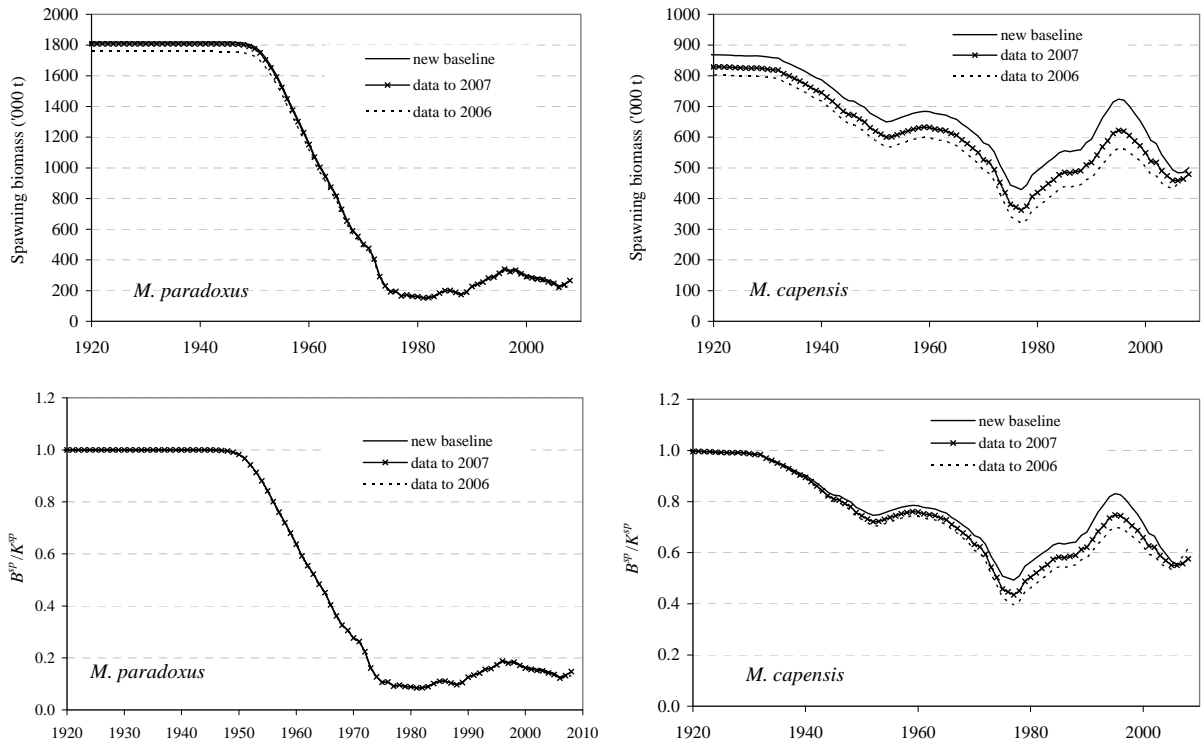 Spawning biomass ('000 t)
2000
1800
1600
1400
1200
1000
800
600
400
200
0
new baseline
data to 2007
data to 2006
M. paradoxus
1920 1940 1960 1980 2000
Spawning biomass ('000 t)
1000
900
800
700
600
500
400
300
200
100
0
new baseline
data to 2007
data to 2006
M. capensis
1920 1940 1960 1980 2000
B^sp/K^sp
1.2
1.0
0.8
0.6
0.4
0.2
0.0
new baseline
data to 2007
data to 2006
M. paradoxus
1920 1930 1940 1950 1960 1970 1980 1990 2000 2010
B^sp/K^sp
1.2
1.0
0.8
0.6
0.4
0.2
0.0
new baseline
data to 2007
data to 2006
M. capensis
1920 1940 1960 1980 2000